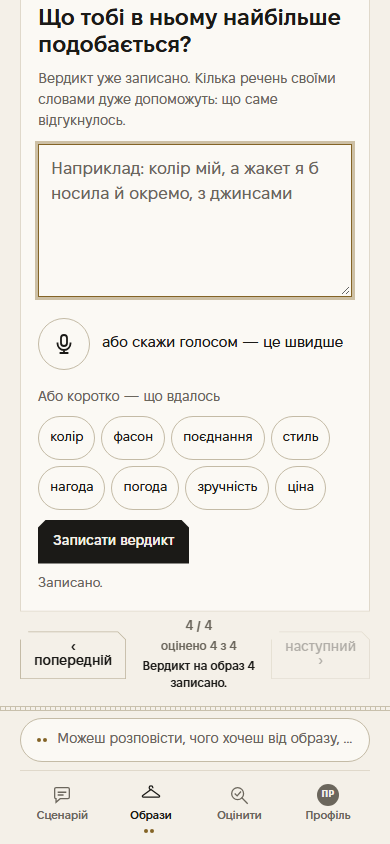 Що тобі в ньому найбільше
подобається?
Вердикт уже записано. Кілька речень своїми
словами дуже допоможуть: що саме
відгукнулось.
Наприклад: колір мій, а жакет я б
носила й окремо, з джинсами
або скажи голосом — це швидше
Або коротко — що вдалось
колір фасон поєднання стиль
нагода погода зручність ціна
Записати вердикт
Записано.
‹ попередній
4 / 4
оцінено 4 з 4
Вердикт на образ 4
записано.
наступний ›
Можеш розповісти, чого хочеш від образу, ...
Сценарій Образи Оцінити ПР Профіль